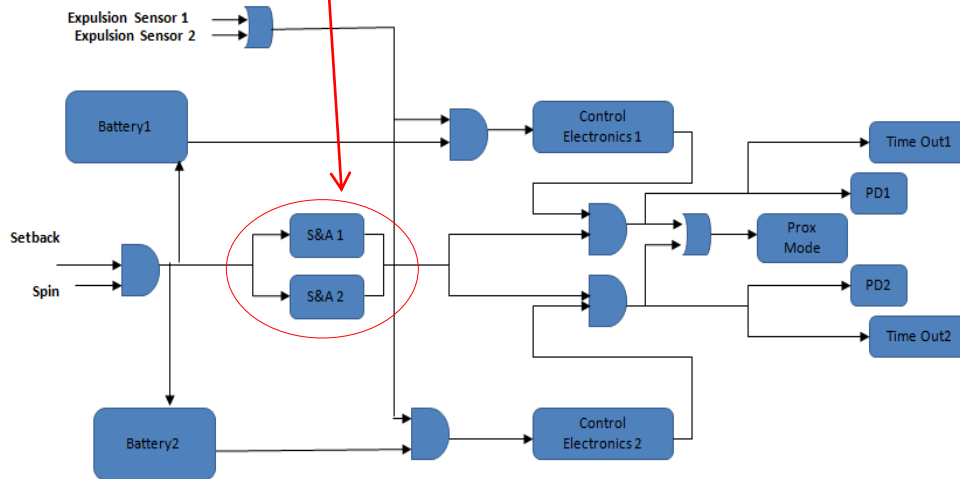 Expulsion Sensor 1
Expulsion Sensor 2
Battery1
Control
Electronics 1
Time Out1
PD1
S&A 1
Setback
Prox
Mode
Spin
S&A 2
PD2
Time Out2
Battery2
Control
Electronics 2